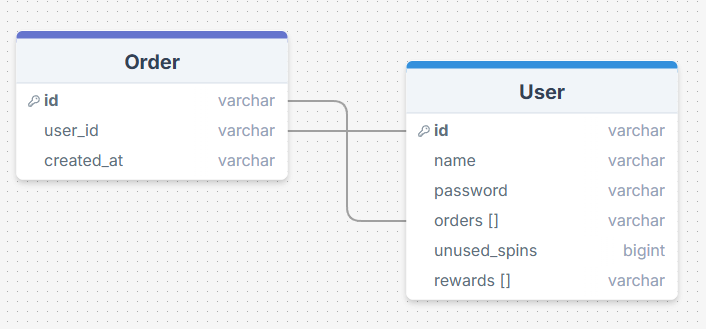 Order
id varchar
user_id varchar
created_at varchar
User
id varchar
name varchar
password varchar
orders [] varchar
unused_spins bigint
rewards [] varchar